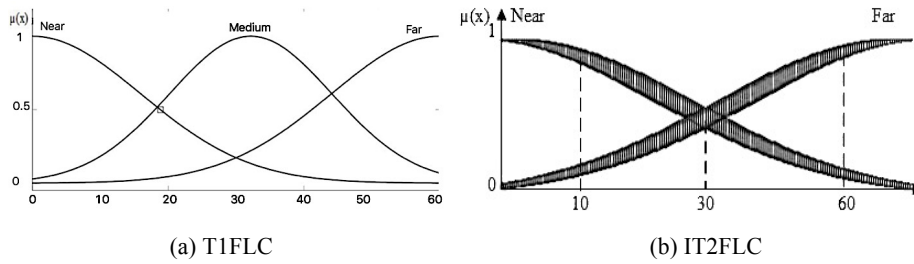 μ(x) Near Medium Far
1
0.5
0
0 10 20 30 40 50 60
(a) T1FLC
μ(x) Near Far
1
0
10 30 60
(b) IT2FLC